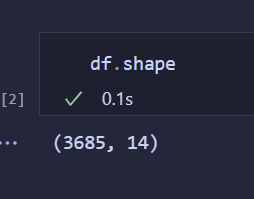 df.shape
[2]
✓ 0.1s
... (3685, 14)